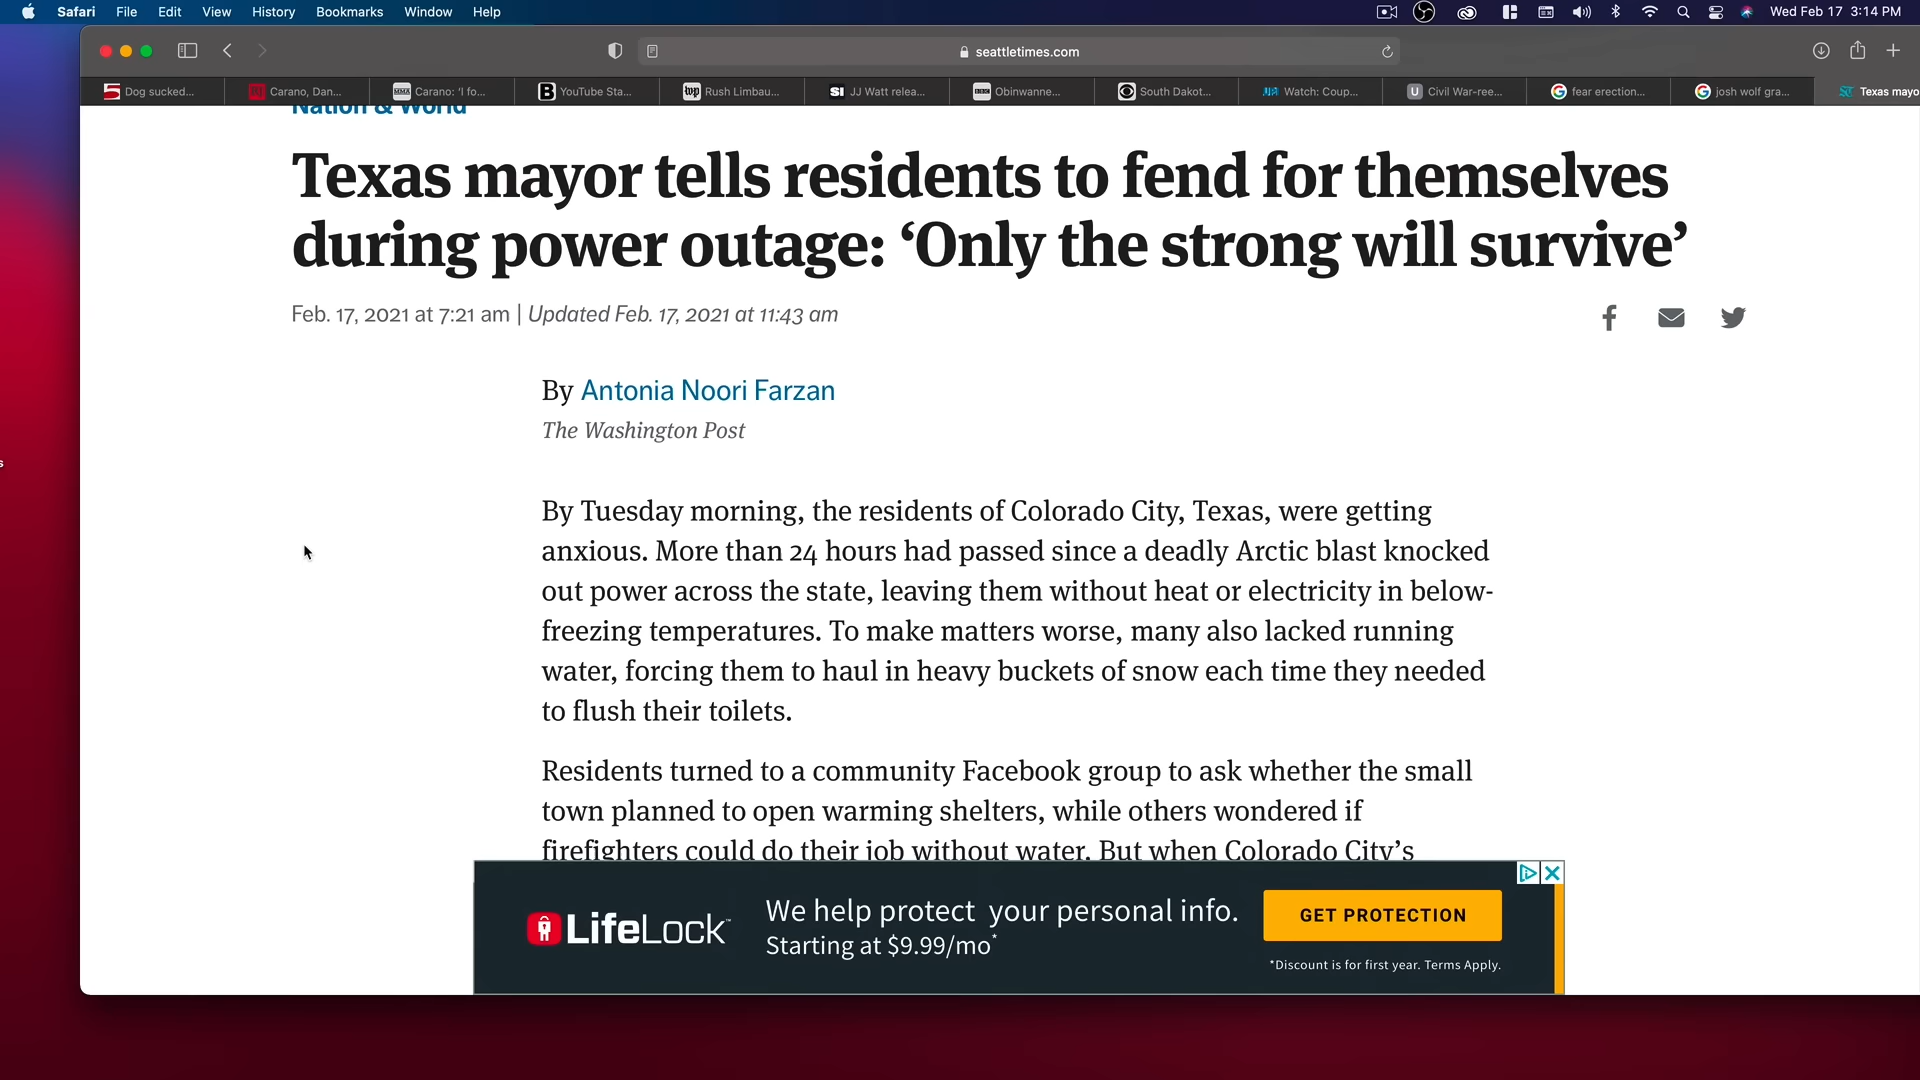 Safari File Edit View History Bookmarks Window Help Wed Feb 17 3:14 PM
seattletimes.com
Dog sucked... Carano, Dan... Carano: 'I fo... YouTube Sta... Rush Limbau... JJ Watt relea... Obinwanne... South Dakot... Watch: Coup... Civil War-ree... fear erection... josh wolf gra... Texas mayo
Nation & World
Texas mayor tells residents to fend for themselves
during power outage: ‘Only the strong will survive’
Feb. 17, 2021 at 7:21 am | Updated Feb. 17, 2021 at 11:43 am
By Antonia Noori Farzan
The Washington Post
By Tuesday morning, the residents of Colorado City, Texas, were getting
anxious. More than 24 hours had passed since a deadly Arctic blast knocked
out power across the state, leaving them without heat or electricity in below-
freezing temperatures. To make matters worse, many also lacked running
water, forcing them to haul in heavy buckets of snow each time they needed
to flush their toilets.
Residents turned to a community Facebook group to ask whether the small
town planned to open warming shelters, while others wondered if
firefighters could do their job without water. But when Colorado City’s
LifeLock™
We help protect your personal info.
Starting at $9.99/mo*
GET PROTECTION
*Discount is for first year. Terms Apply.